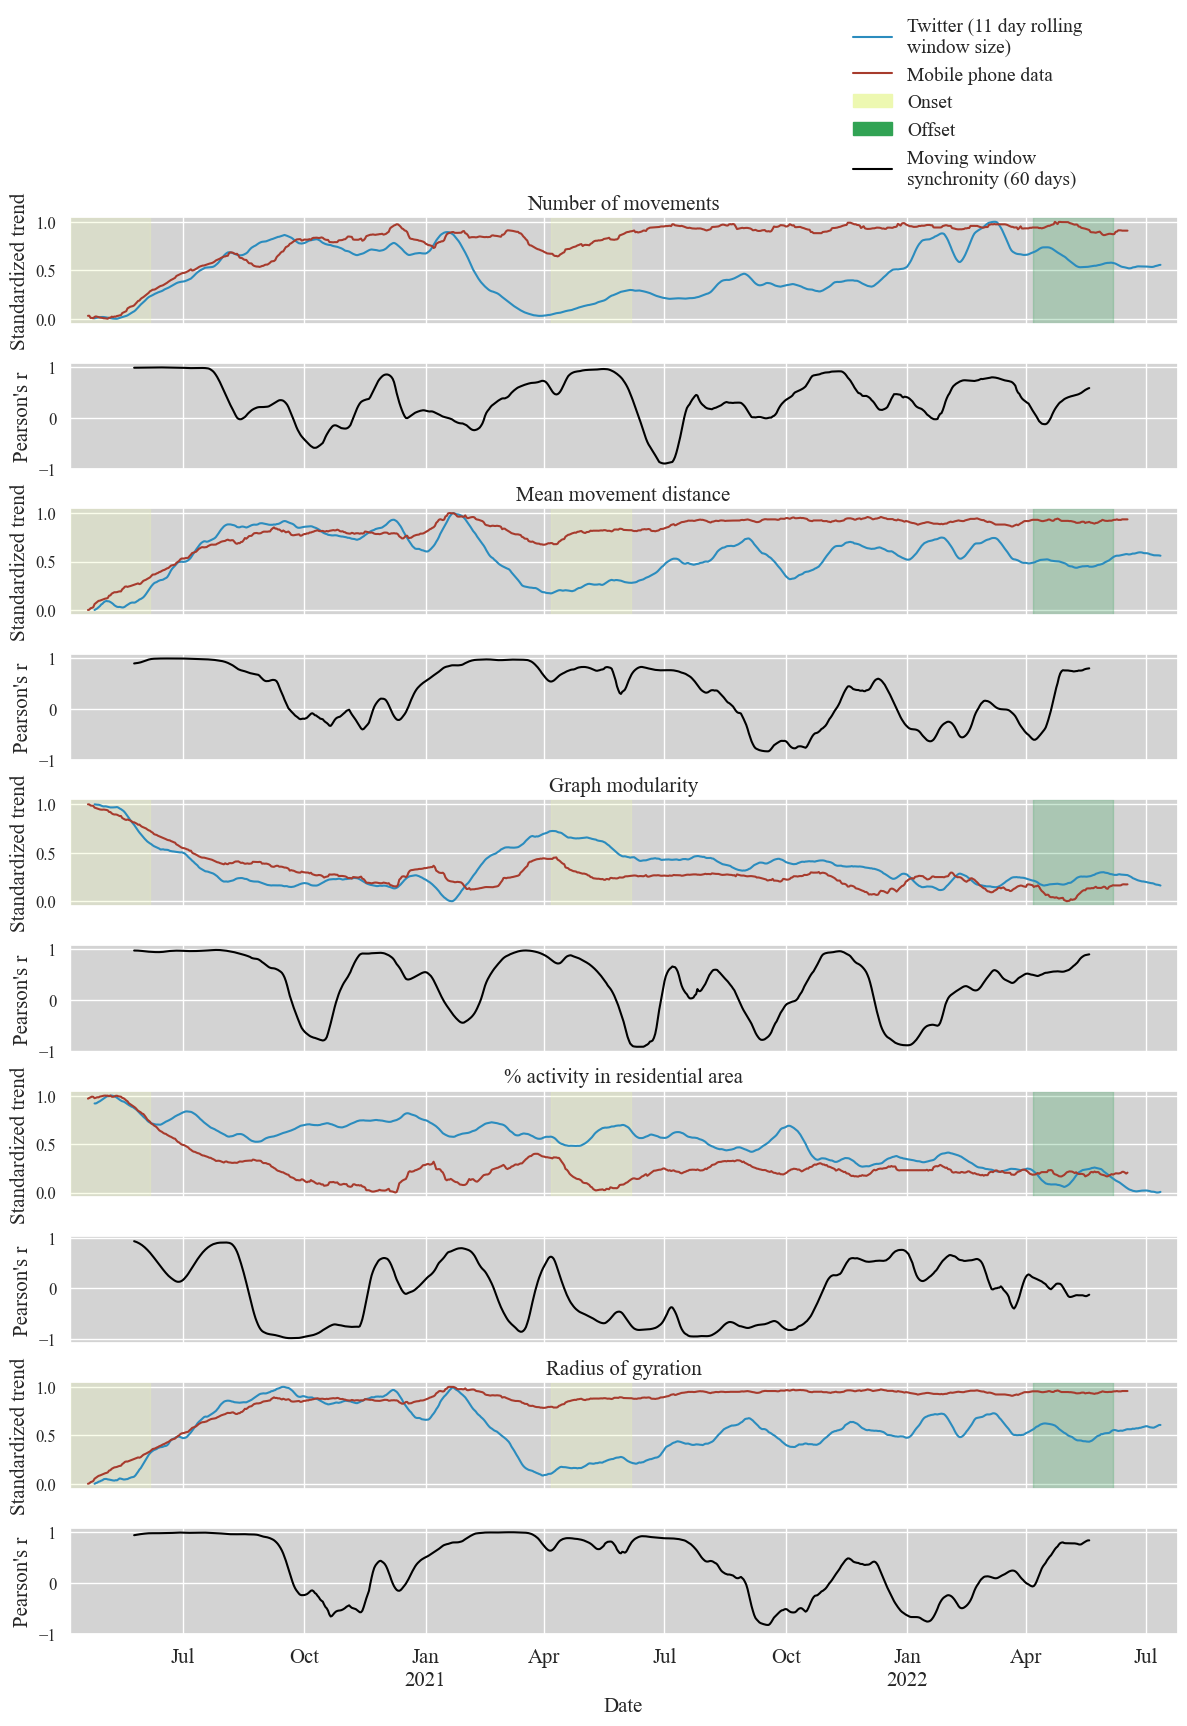 Twitter (11 day rolling
window size)
Mobile phone data
Onset
Offset
Moving window
synchronity (60 days)
Number of movements
Standardized trend
1.0
0.5
0.0
Pearson's r
1
0
−1
Mean movement distance
Standardized trend
1.0
0.5
0.0
Pearson's r
1
0
−1
Graph modularity
Standardized trend
1.0
0.5
0.0
Pearson's r
1
0
−1
% activity in residential area
Standardized trend
1.0
0.5
0.0
Pearson's r
1
0
−1
Radius of gyration
Standardized trend
1.0
0.5
0.0
Pearson's r
1
0
−1
Jul Oct Jan Apr Jul Oct Jan Apr Jul
2021 2022
Date